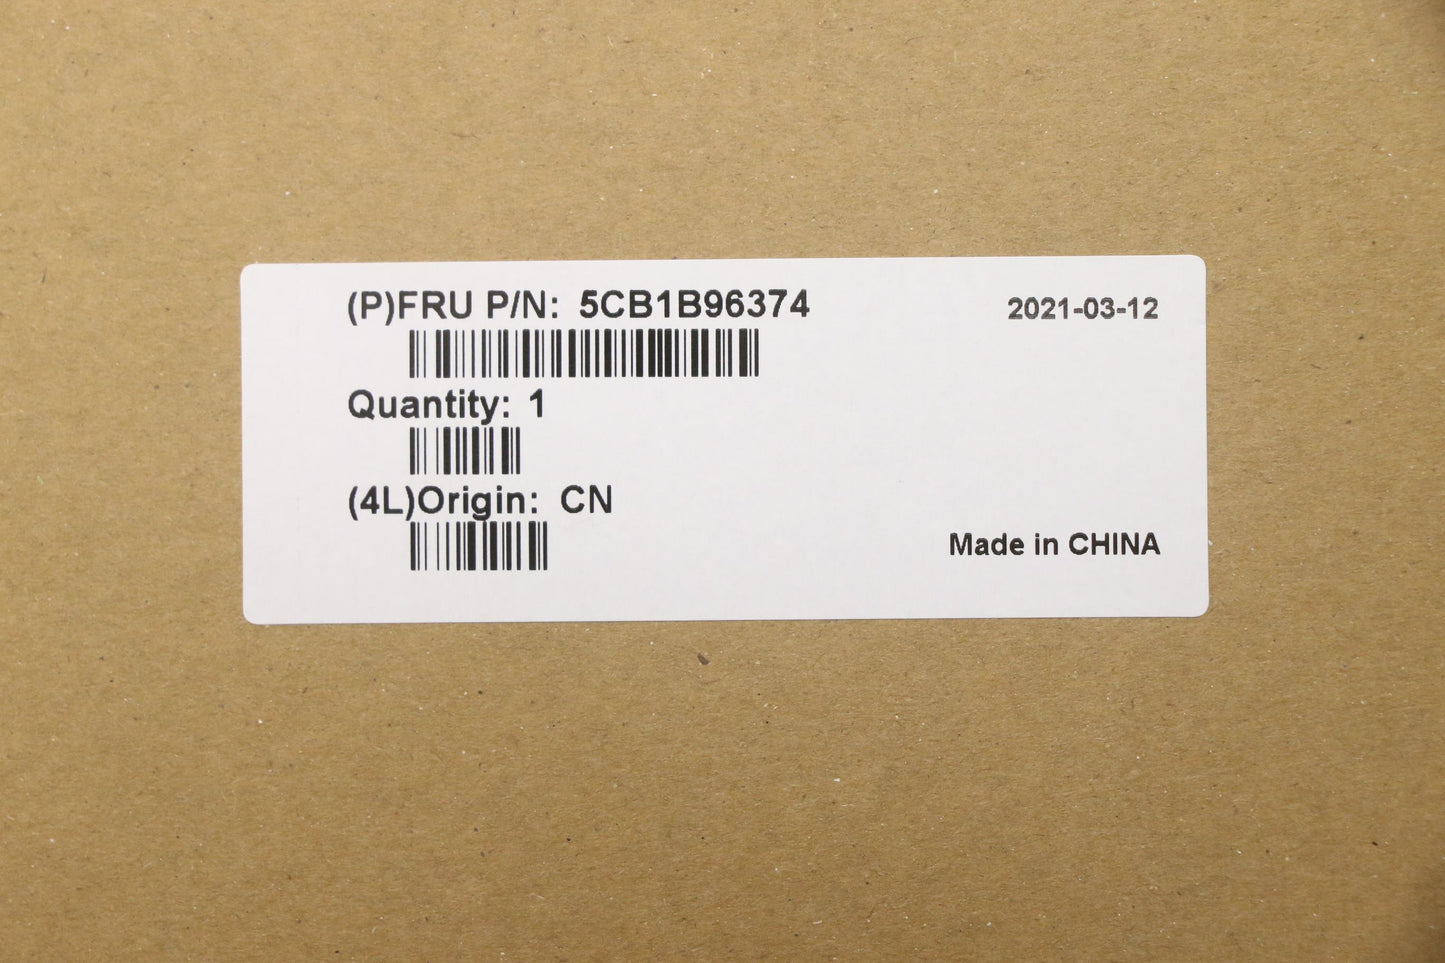 (P)FRU P/N: 5CB1B96374
2021-03-12
Quantity: 1
(4L)Origin: CN
Made in CHINA